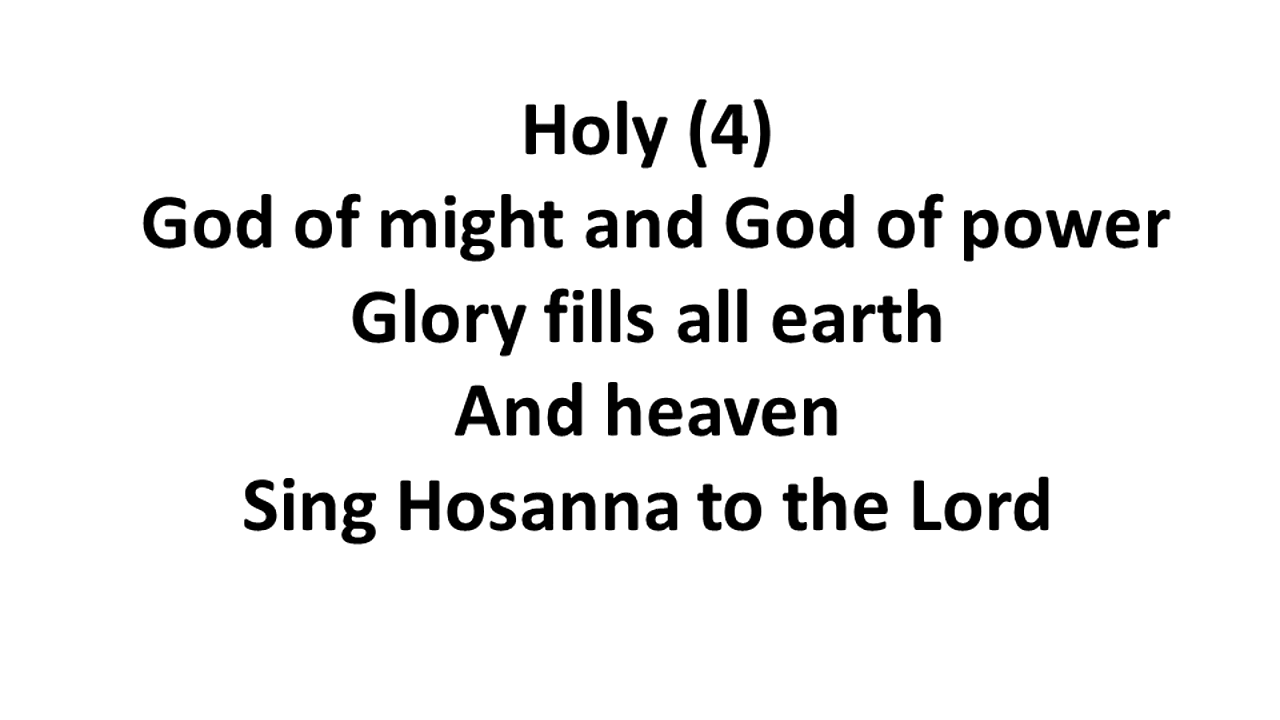 Holy (4)
God of might and God of power
Glory fills all earth
And heaven
Sing Hosanna to the Lord